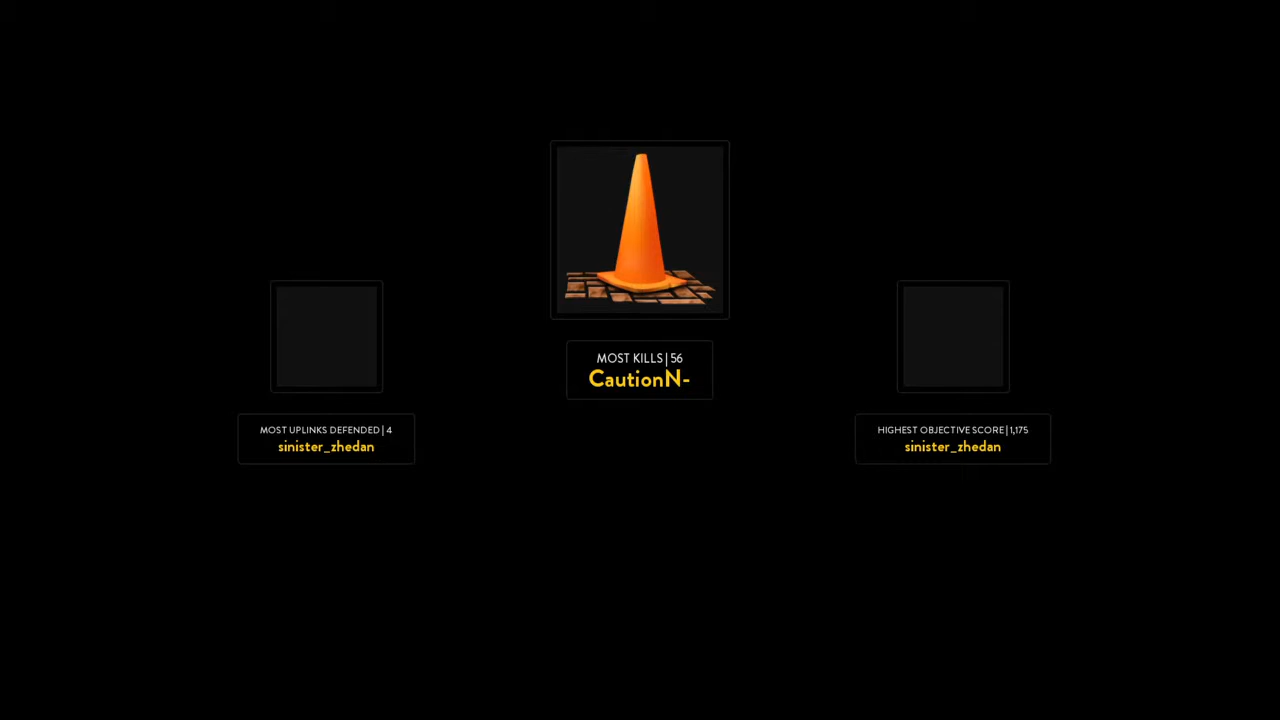 MOST KILLS | 56
CautionN-
MOST UPLINKS DEFENDED | 4
sinister_zhedan
HIGHEST OBJECTIVE SCORE | 1,175
sinister_zhedan